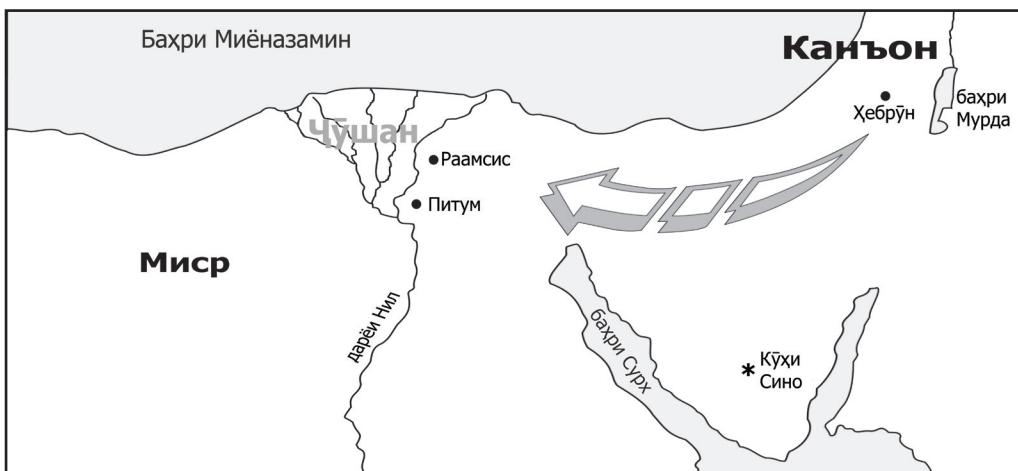 Баҳри Миёназамин
Канъон
Ҳебрӯн
баҳри
Мурда
Ҷӯшан
Раамсис
Питум
Миср
дарёи Нил
баҳри Сурх
Кӯҳи
Сино